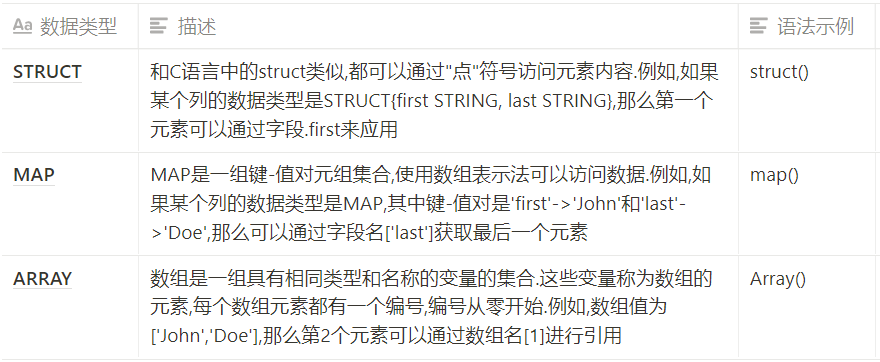 Aa 数据类型 描述 语法示例
STRUCT 和C语言中的struct类似,都可以通过"点"符号访问元素内容.例如,如果 struct()
某个列的数据类型是STRUCT{first STRING, last STRING},那么第一个
元素可以通过字段.first来应用
MAP MAP是一组键-值对元组集合,使用数组表示法可以访问数据.例如,如 map()
果某个列的数据类型是MAP,其中键-值对是'first'->'John'和'last'-
>'Doe',那么可以通过字段名['last']获取最后一个元素
ARRAY 数组是一组具有相同类型和名称的变量的集合.这些变量称为数组的 Array()
元素,每个数组元素都有一个编号,编号从零开始.例如,数组值为
['John','Doe'],那么第2个元素可以通过数组名[1]进行引用